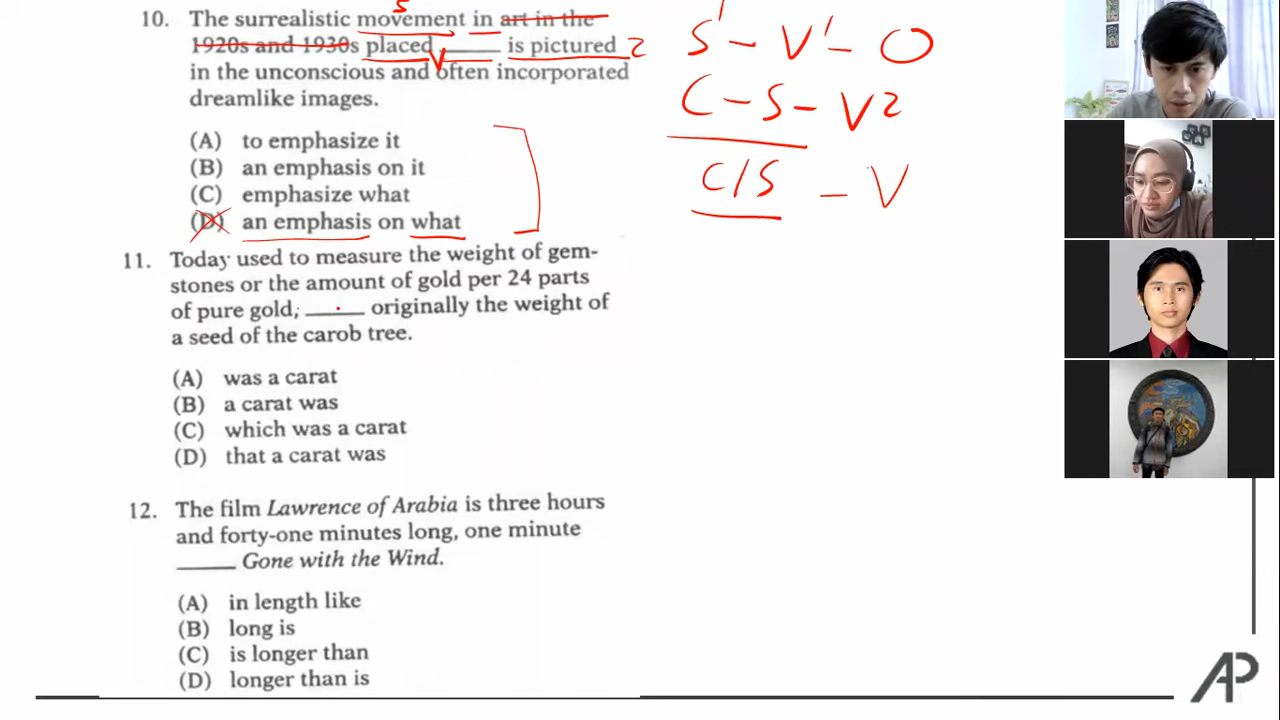 10. The surrealistic movement in art in the
1920s and 1930s placed ____ is pictured
in the unconscious and often incorporated
dreamlike images.
(A) to emphasize it
(B) an emphasis on it
(C) emphasize what
(D) an emphasis on what
11. Today used to measure the weight of gem-
stones or the amount of gold per 24 parts
of pure gold, ____ originally the weight of
a seed of the carob tree.
(A) was a carat
(B) a carat was
(C) which was a carat
(D) that a carat was
12. The film Lawrence of Arabia is three hours
and forty-one minutes long, one minute
____ Gone with the Wind.
(A) in length like
(B) long is
(C) is longer than
(D) longer than is
S
V
2
S' - V' - O
C - S - V2
C/S - V
AP